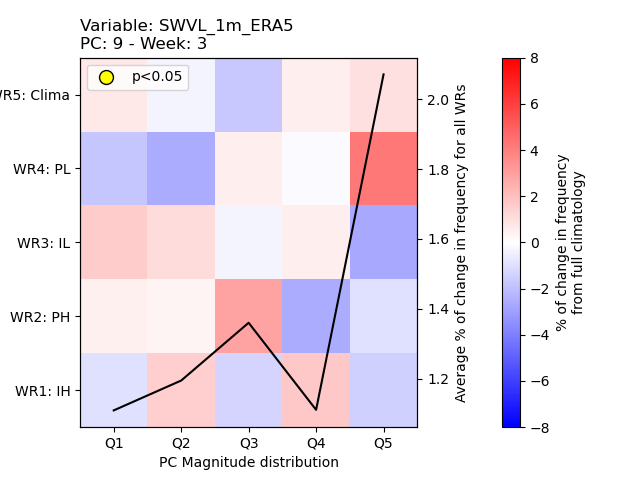 Variable: SWVL_1m_ERA5
PC: 9 - Week: 3
p<0.05
WR5: Clima
WR4: PL
WR3: IL
WR2: PH
WR1: IH
Q1 Q2 Q3 Q4 Q5
PC Magnitude distribution
2.0
1.8
1.6
1.4
1.2
Average % of change in frequency for all WRs
8
6
4
2
0
−2
−4
−6
−8
% of change in frequency
from full climatology